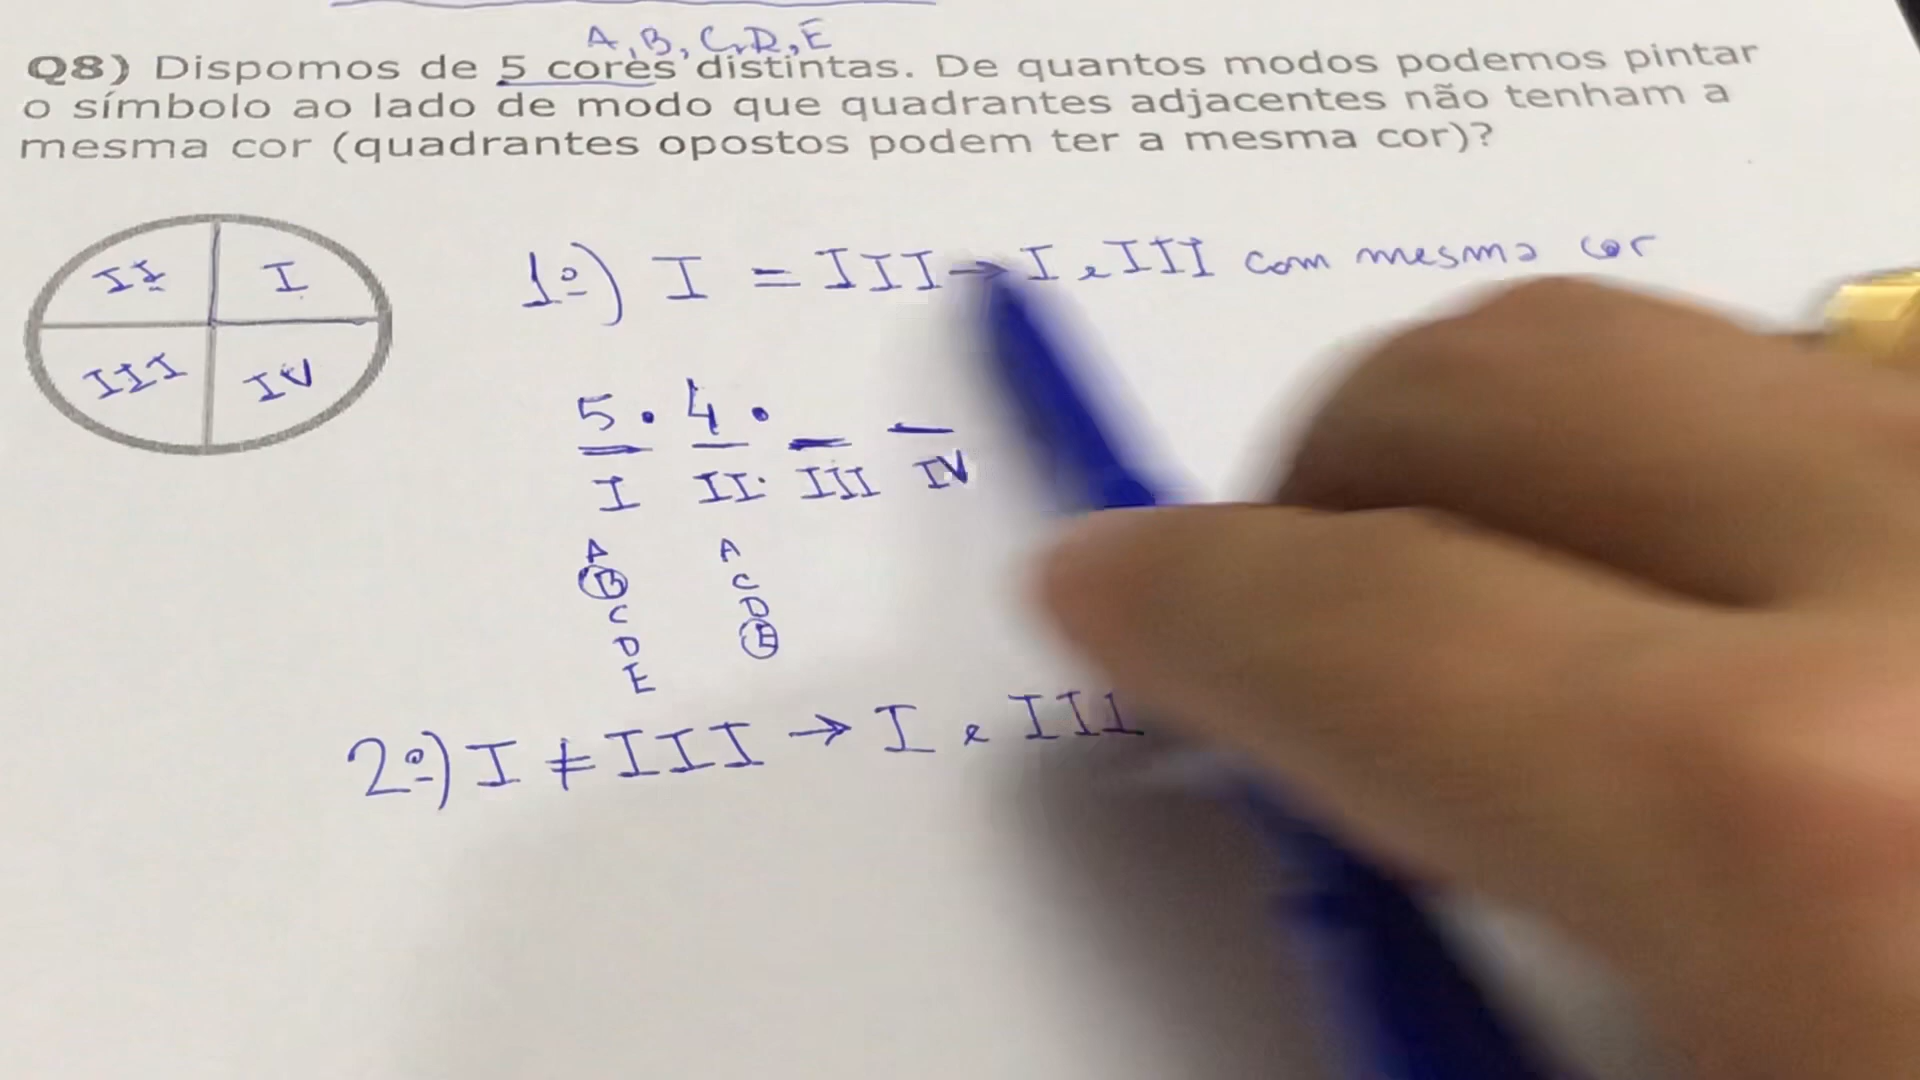 A, B, C, D, E
Q8) Dispomos de 5 cores distintas. De quantos modos podemos pintar
o símbolo ao lado de modo que quadrantes adjacentes não tenham a
mesma cor (quadrantes opostos podem ter a mesma cor)?
II I
III IV
1º) I = III → I e III com mesma cor
5 . 4 .
I II III IV
A A
B C
C D
D E
E
2º) I ≠ III → I e III